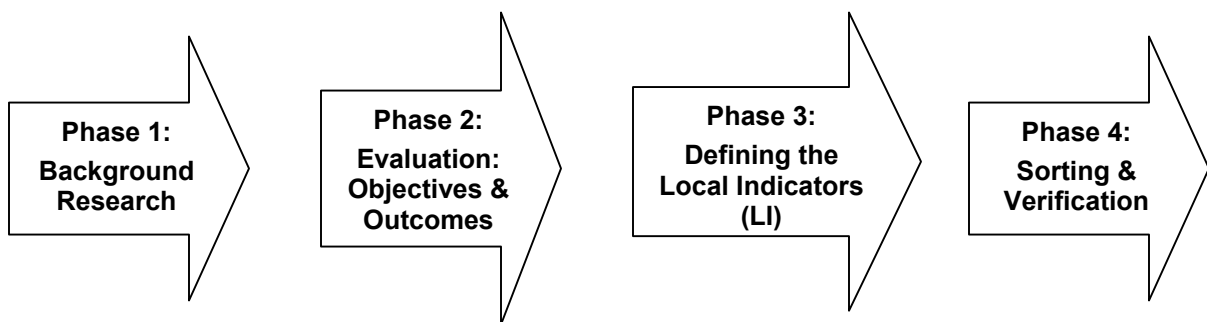 Phase 1:
Background
Research
Phase 2:
Evaluation:
Objectives &
Outcomes
Phase 3:
Defining the
Local Indicators
(LI)
Phase 4:
Sorting &
Verification